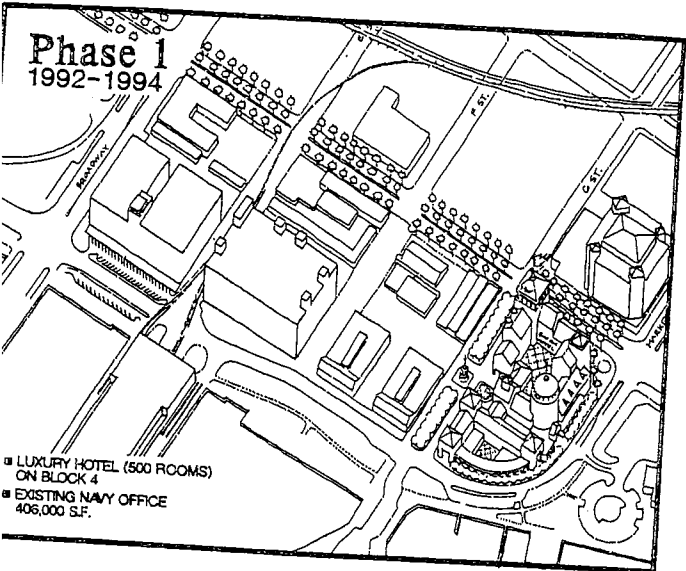 Phase 1
1992-1994
BROADWAY
F ST.
G ST.
LUXURY HOTEL (500 ROOMS)
ON BLOCK 4
EXISTING NAVY OFFICE
406,000 S.F.